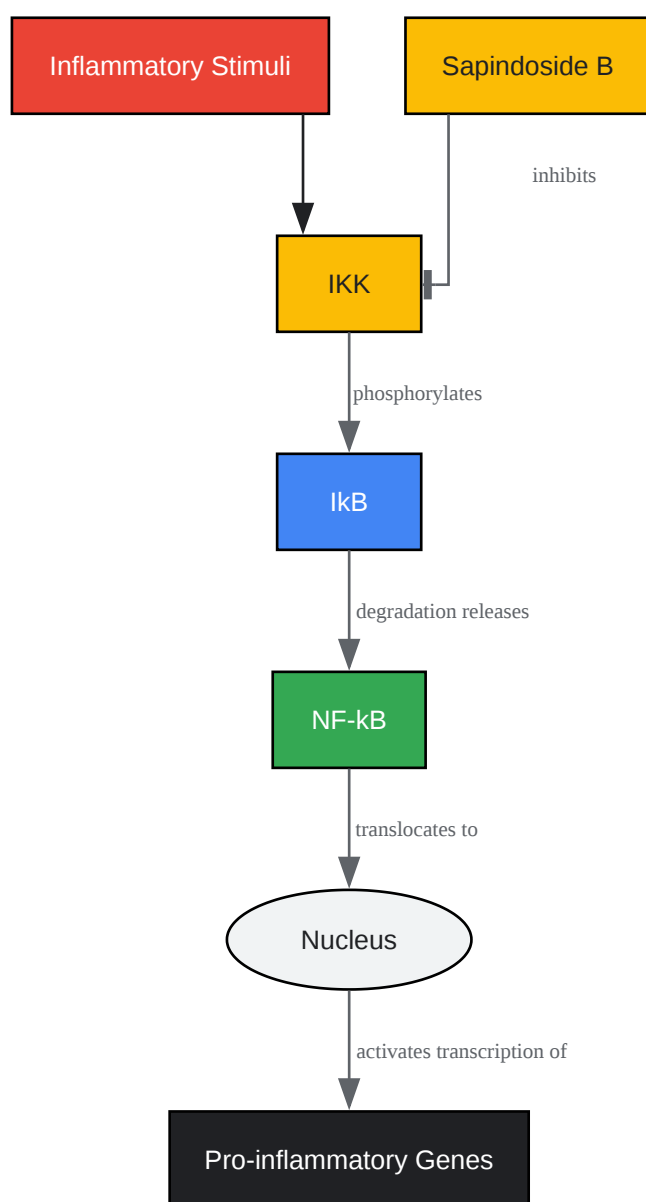 Inflammatory Stimuli
Sapindoside B
inhibits
IKK
phosphorylates
IkB
degradation releases
NF-kB
translocates to
Nucleus
activates transcription of
Pro-inflammatory Genes